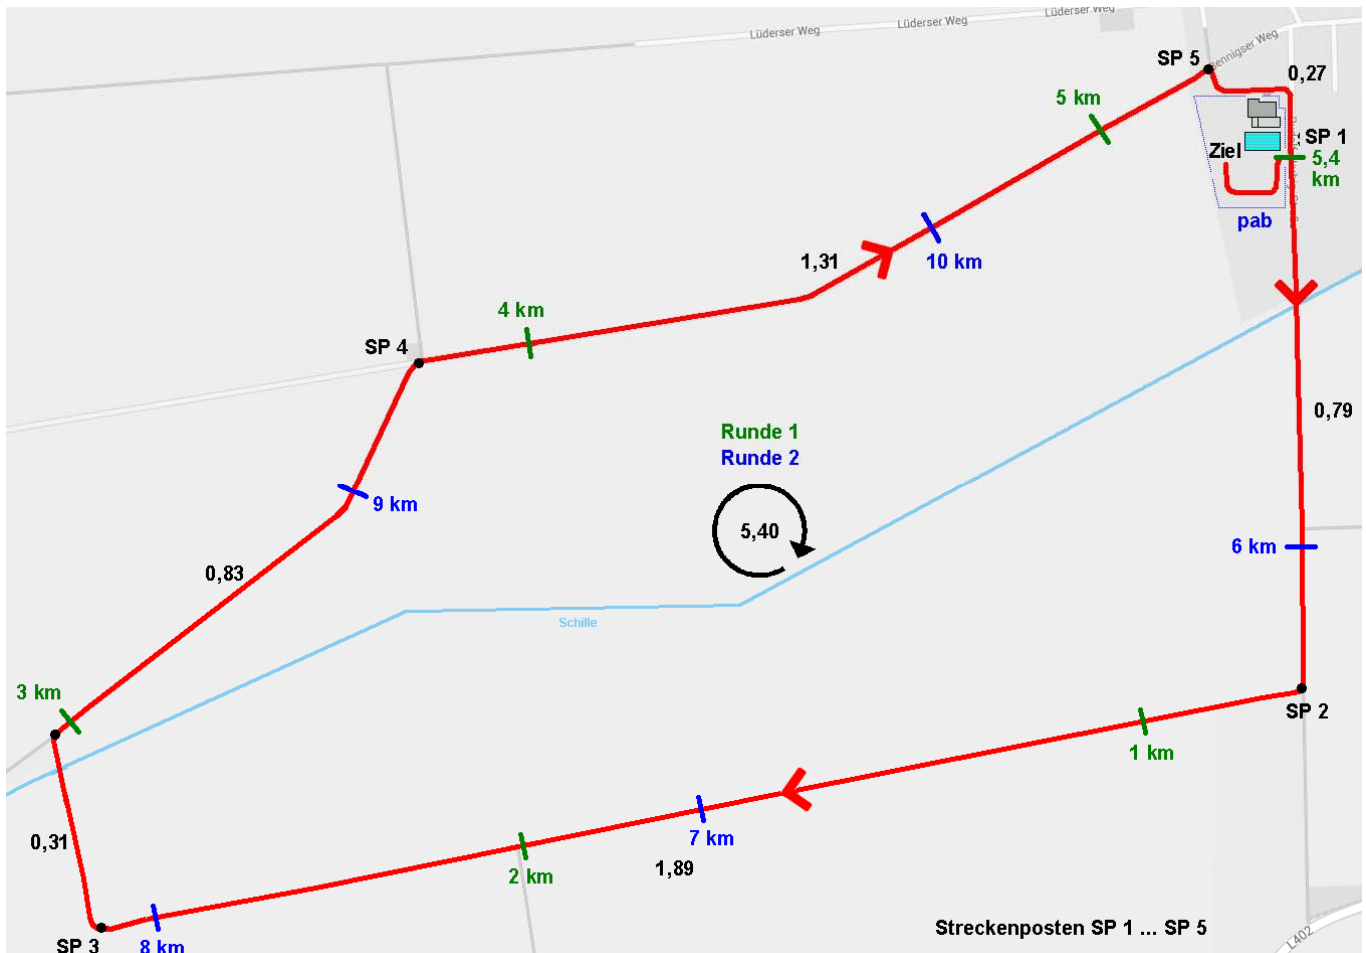 Lüderser Weg
Lüderser Weg
Lüderser Weg
Bennigser Weg
SP 5
0,27
5 km
SP 1
Ziel
5,4
km
pab
10 km
1,31
4 km
SP 4
0,79
Runde 1
Runde 2
5,40
9 km
6 km
0,83
Schille
3 km
SP 2
1 km
0,31
7 km
1,89
2 km
Streckenposten SP 1 ... SP 5
SP 3
8 km
L402